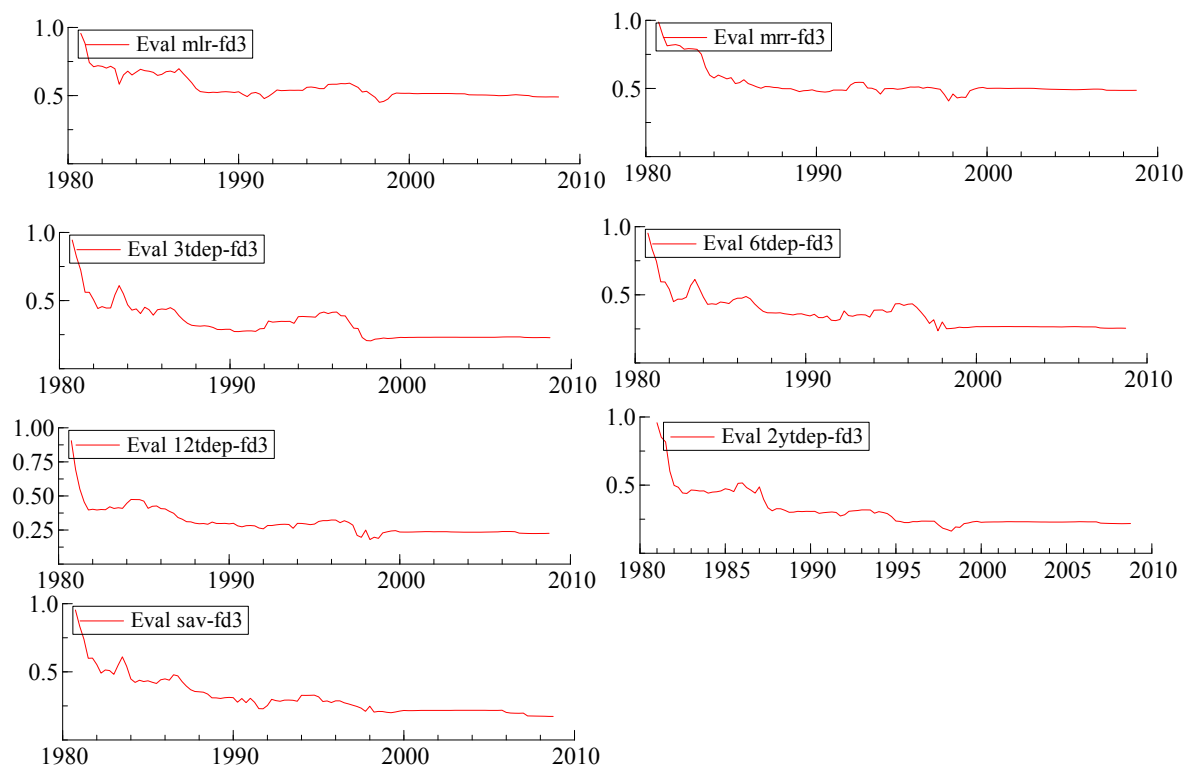 1.0
Eval mlr-fd3
0.5
1980 1990 2000 2010
1.0
Eval mrr-fd3
0.5
1980 1990 2000 2010
1.0
Eval 3tdep-fd3
0.5
1980 1990 2000 2010
1.0
Eval 6tdep-fd3
0.5
1980 1990 2000 2010
1.00
Eval 12tdep-fd3
0.75
0.50
0.25
1980 1990 2000 2010
1.0
Eval 2ytdep-fd3
0.5
1980 1985 1990 1995 2000 2005 2010
1.0
Eval sav-fd3
0.5
1980 1990 2000 2010